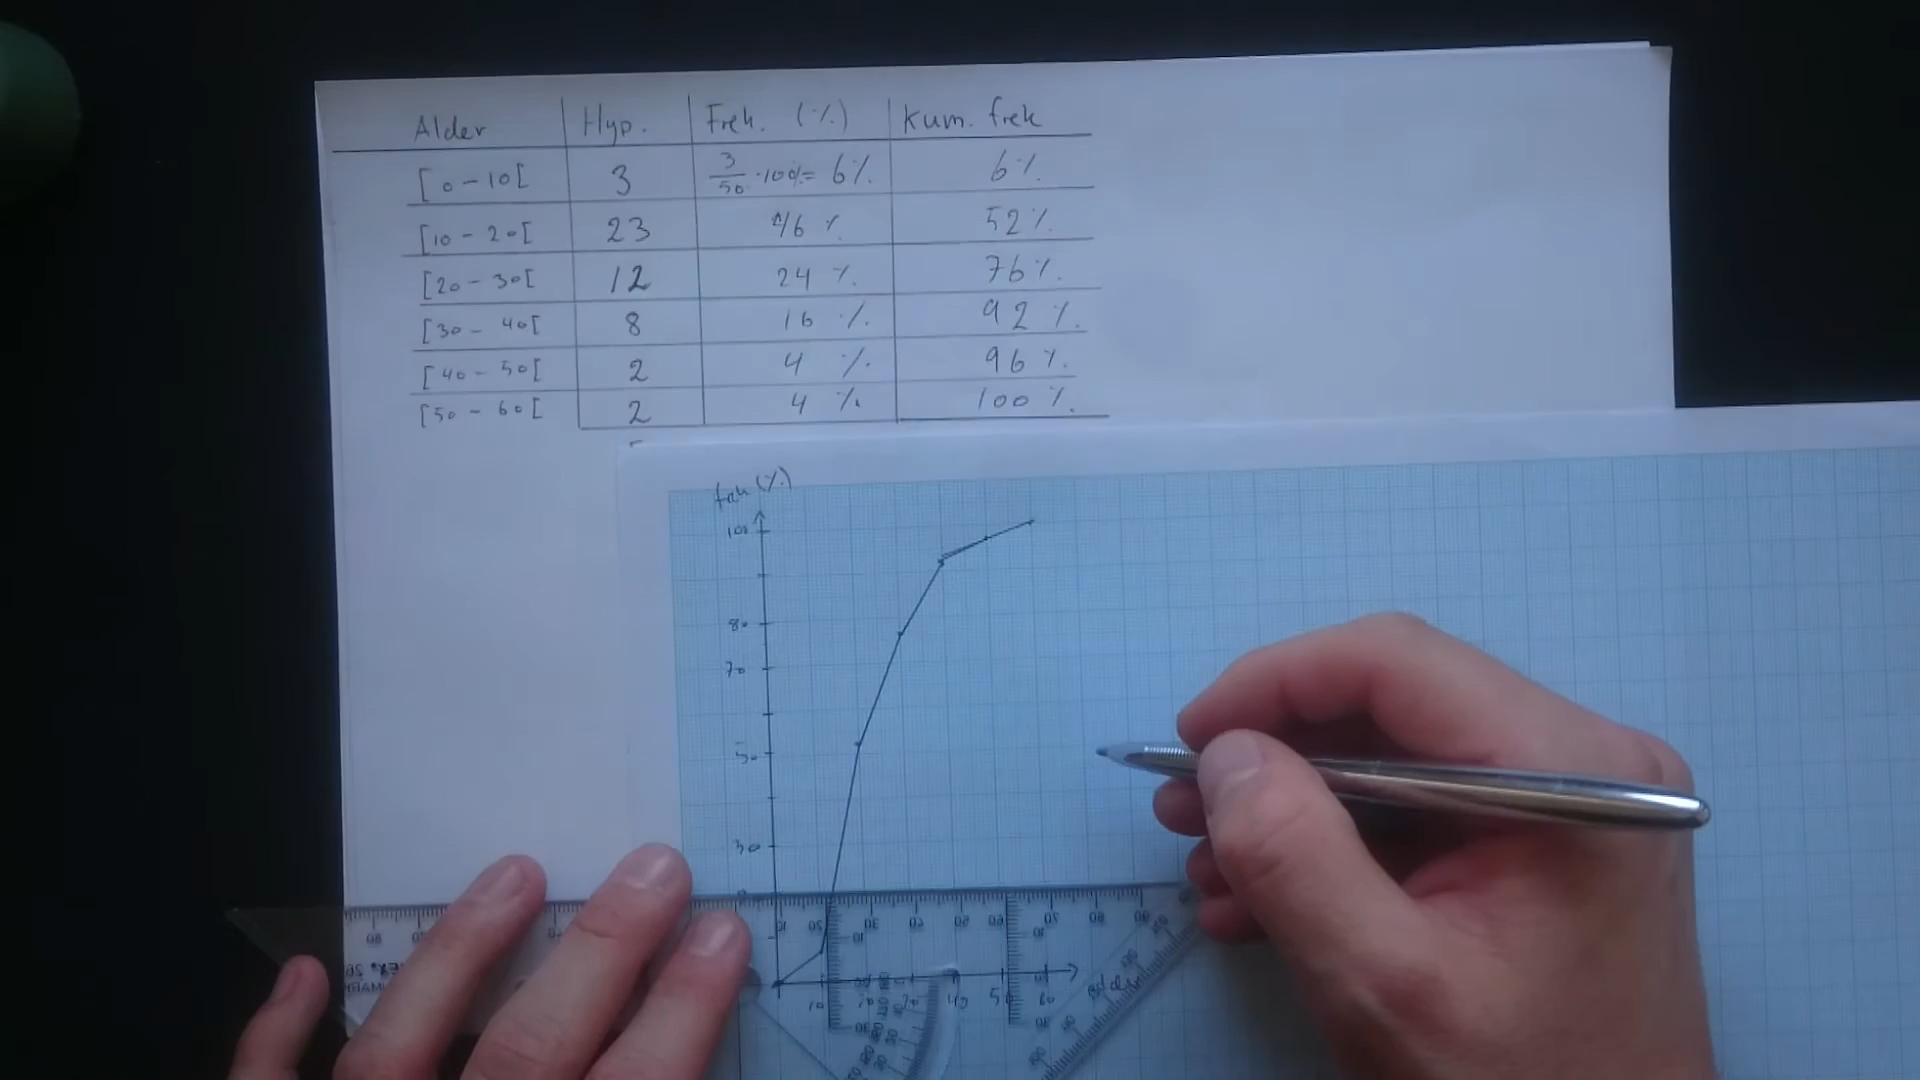 Alder Hyp. Frek. (%) Kum. frek
[0-10[ 3 3/50 ·100%= 6% 6%
[10-20[ 23 46 % 52%
[20-30[ 12 24 % 76%
[30-40[ 8 16 % 92 %
[40-50[ 2 4 % 96 %
[50-60[ 2 4 % 100 %
frek (%)
100
80
70
50
30
10 20 30 40 50 60